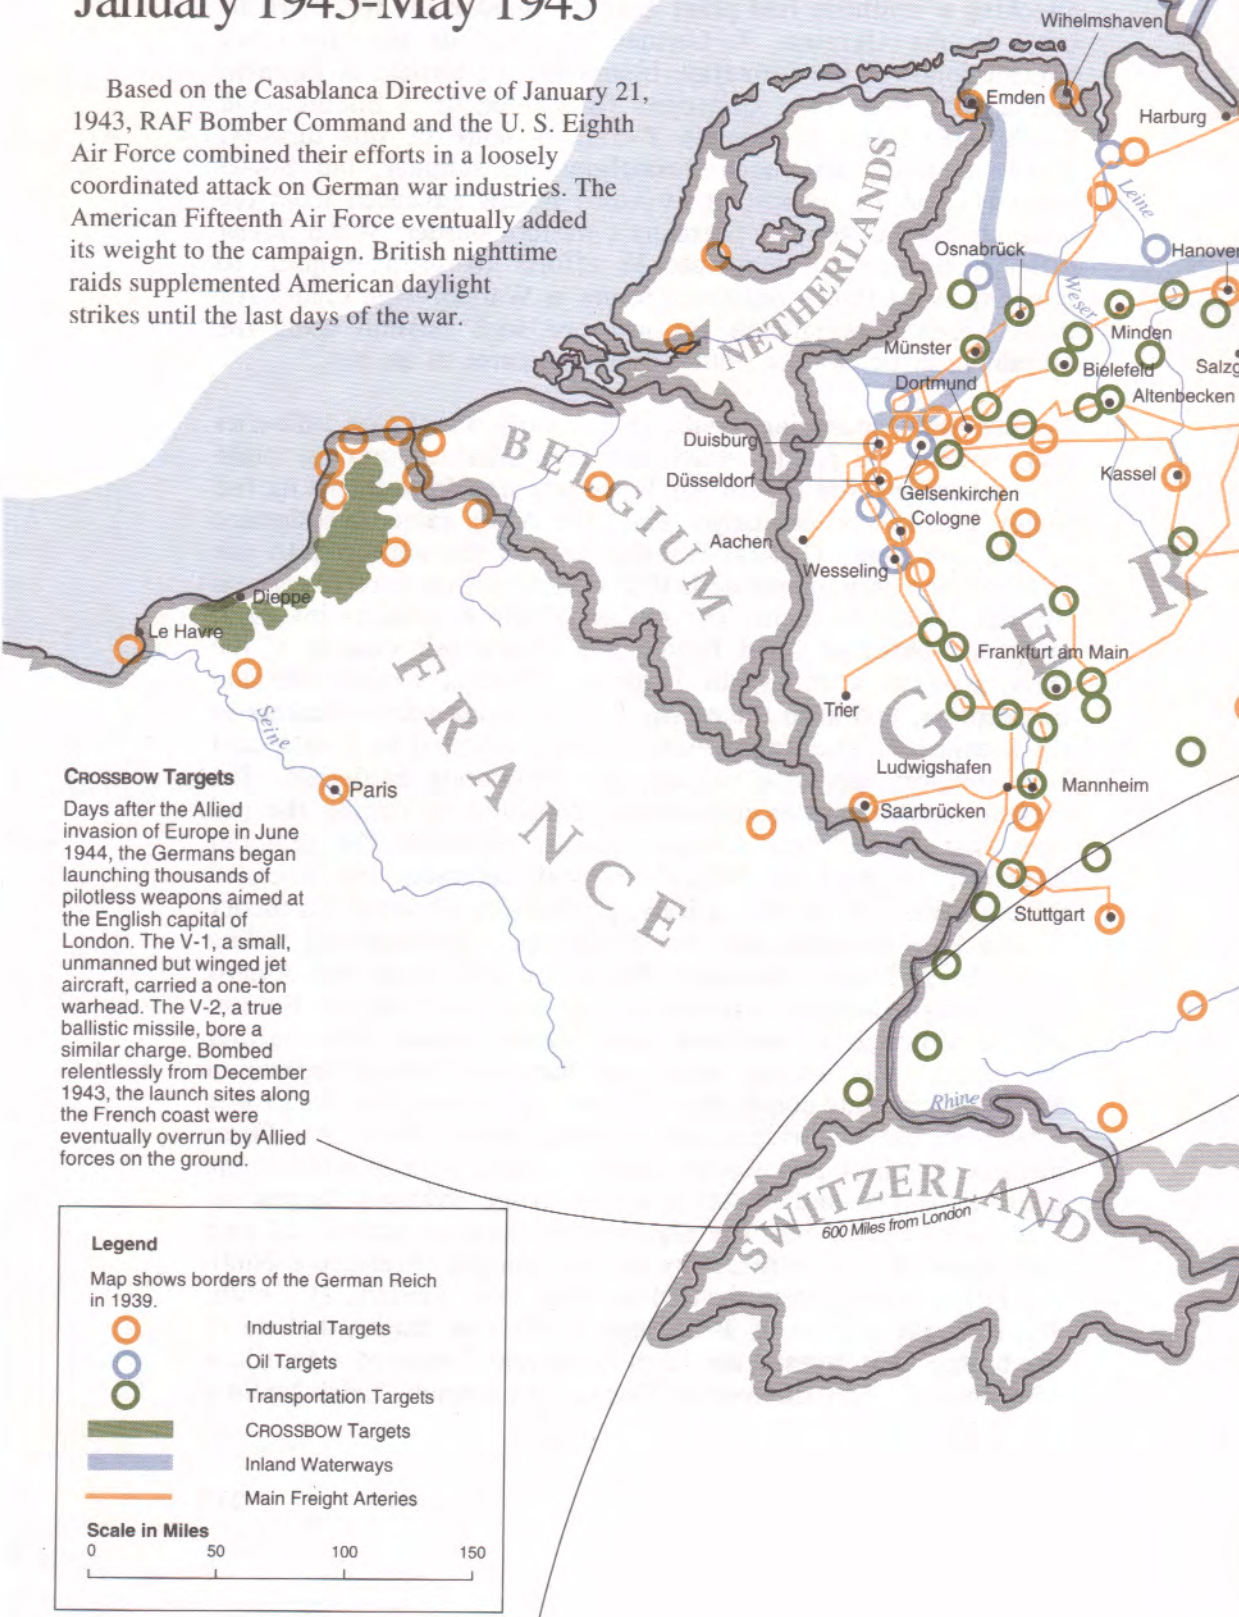 January 1943-May 1945
Based on the Casablanca Directive of January 21,
1943, RAF Bomber Command and the U. S. Eighth
Air Force combined their efforts in a loosely
coordinated attack on German war industries. The
American Fifteenth Air Force eventually added
its weight to the campaign. British nighttime
raids supplemented American daylight
strikes until the last days of the war.
Wihelmshaven
Emden
Harburg
Leine
NETHERLANDS
Osnabrück
Hanover
Weser
Minden
Münster
Bielefeld
Salzg
Dortmund
Altenbecken
BELGIUM
Duisburg
Düsseldorf
Kassel
Gelsenkirchen
Cologne
Aachen
Wesseling
GER
Dieppe
Le Havre
FRANCE
Frankfurt am Main
Trier
Seine
Ludwigshafen
Mannheim
Paris
Saarbrücken
Stuttgart
Rhine
SWITZERLAND
600 Miles from London
CROSSBOW Targets
Days after the Allied
invasion of Europe in June
1944, the Germans began
launching thousands of
pilotless weapons aimed at
the English capital of
London. The V-1, a small,
unmanned but winged jet
aircraft, carried a one-ton
warhead. The V-2, a true
ballistic missile, bore a
similar charge. Bombed
relentlessly from December
1943, the launch sites along
the French coast were
eventually overrun by Allied
forces on the ground.
Legend
Map shows borders of the German Reich
in 1939.
Industrial Targets
Oil Targets
Transportation Targets
CROSSBOW Targets
Inland Waterways
Main Freight Arteries
Scale in Miles
0 50 100 150